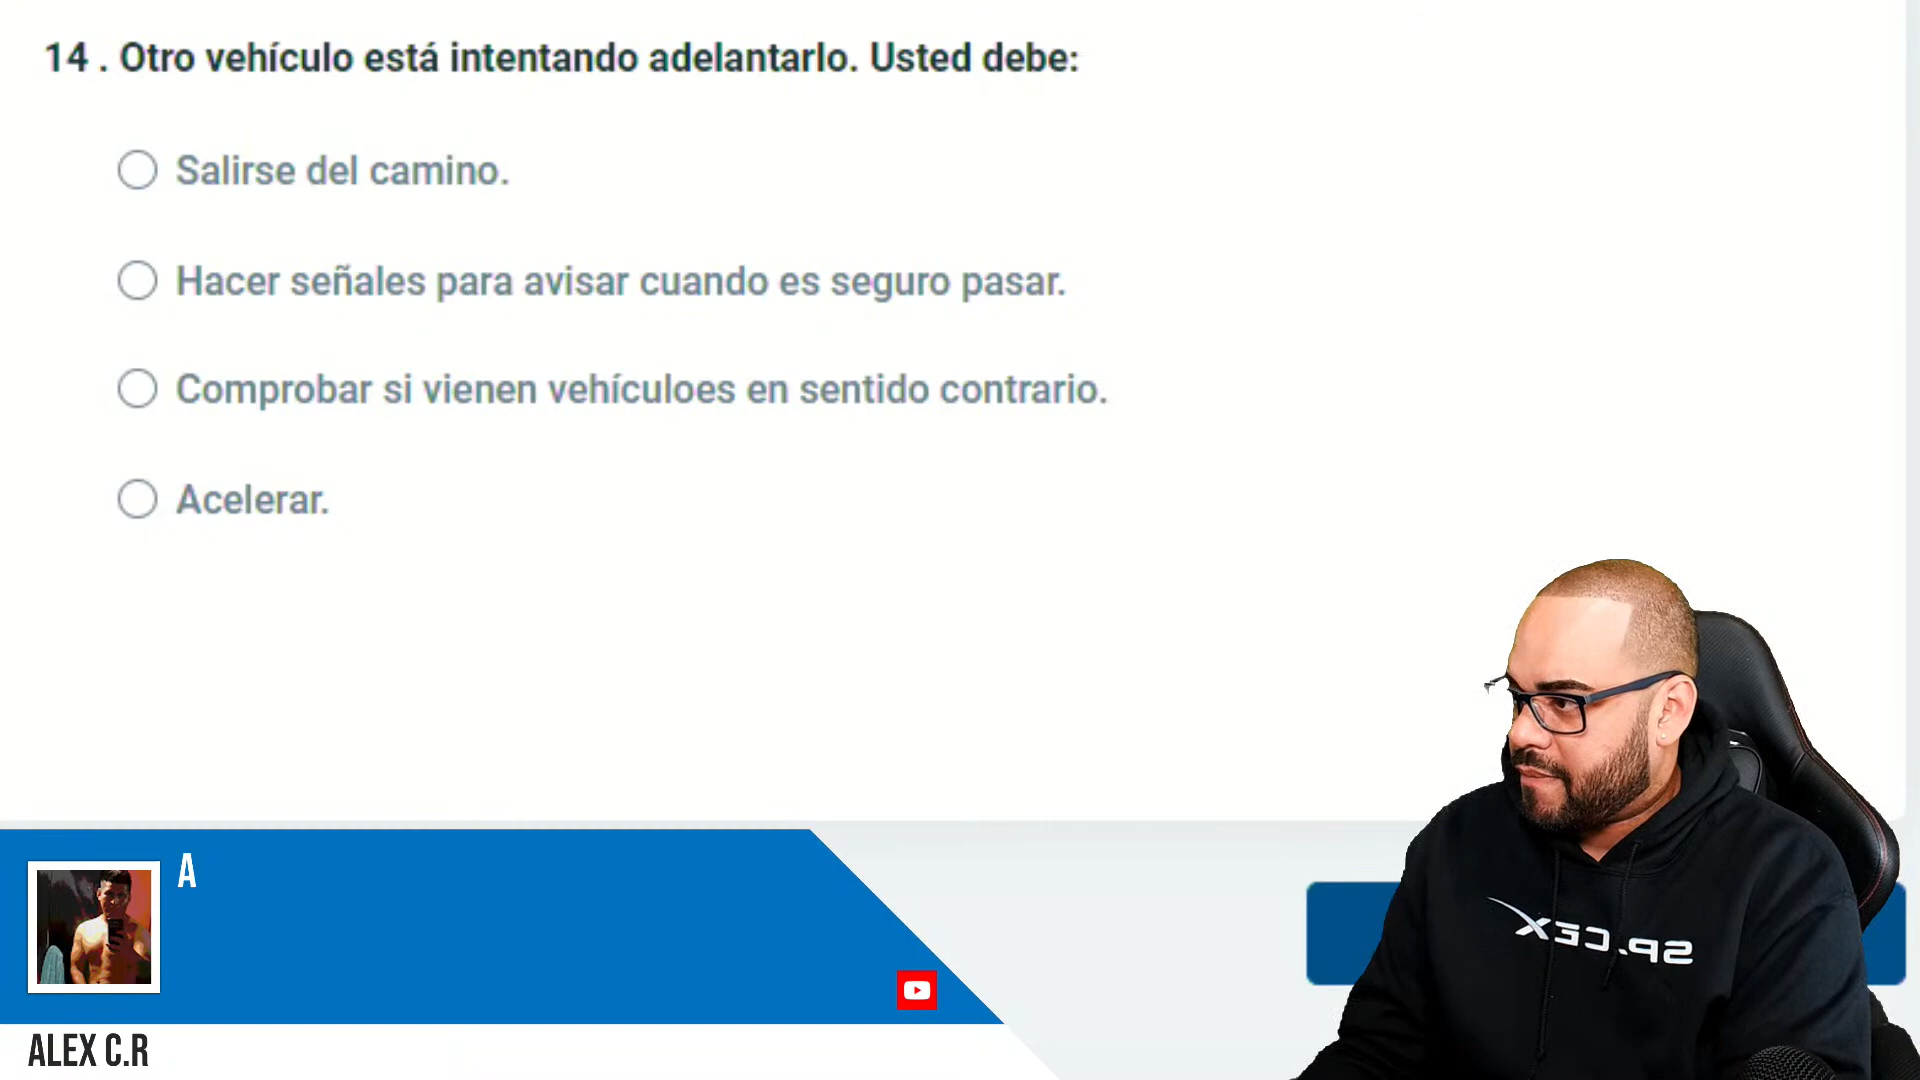 14 . Otro vehículo está intentando adelantarlo. Usted debe:
Salirse del camino.
Hacer señales para avisar cuando es seguro pasar.
Comprobar si vienen vehículoes en sentido contrario.
Acelerar.
A
ALEX C.R
SPACEX